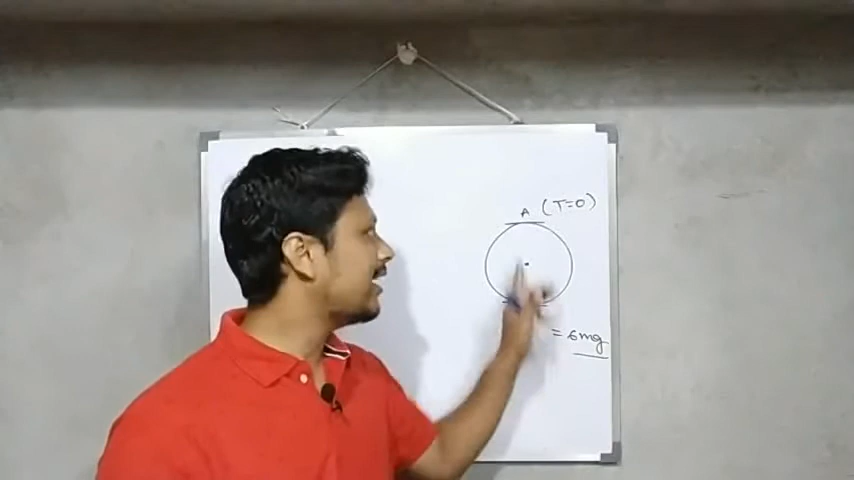 A (T=0)
= 6mg